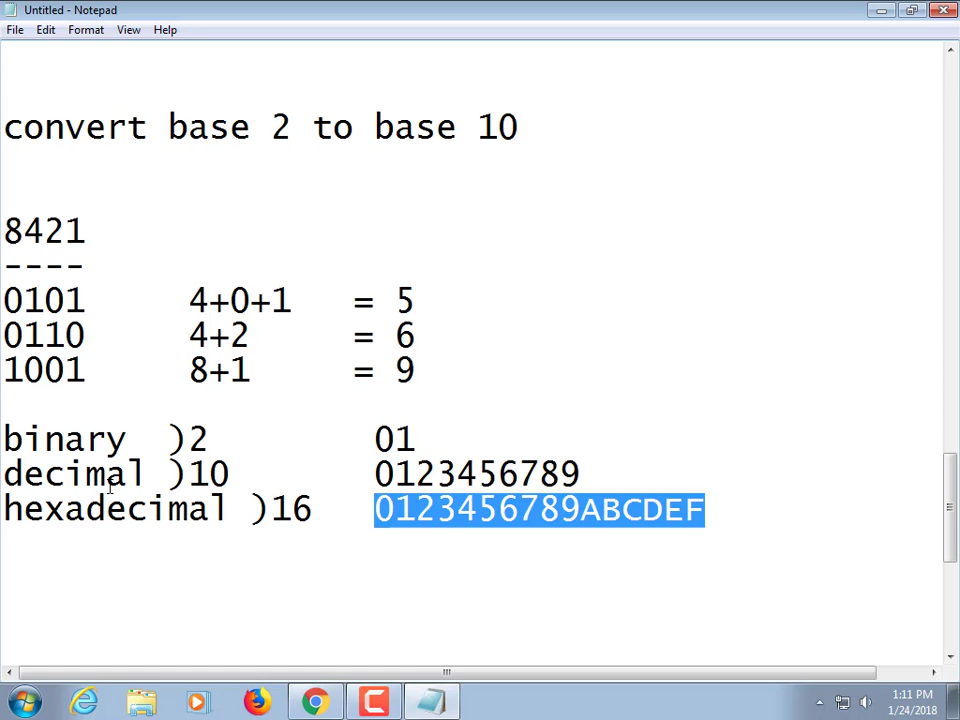 Untitled - Notepad
File Edit Format View Help
convert base 2 to base 10
8421
----
0101 4+0+1 = 5
0110 4+2 = 6
1001 8+1 = 9
binary )2 01
decimal )10 0123456789
hexadecimal )16 0123456789ABCDEF
1:11 PM
1/24/2018